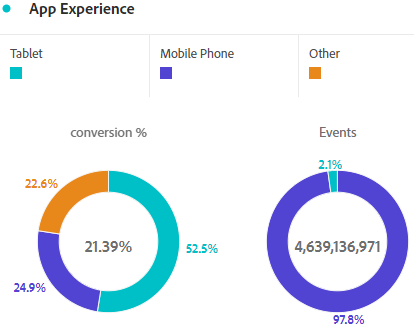 App Experience
Tablet
Mobile Phone
Other
conversion %
Events
22.6%
24.9%
52.5%
21.39%
2.1%
4,639,136,971
97.8%